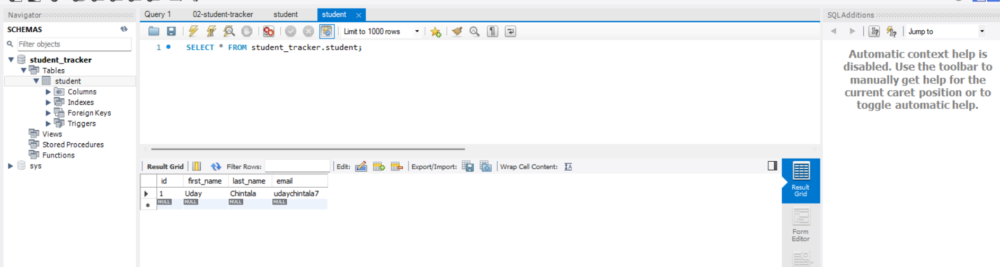 Navigator
SCHEMAS
Filter objects
student_tracker
Tables
student
Columns
Indexes
Foreign Keys
Triggers
Views
Stored Procedures
Functions
sys
Query 1 02-student-tracker student student
Limit to 1000 rows
1 SELECT * FROM student_tracker.student;
Result Grid Filter Rows: Edit: Export/Import: Wrap Cell Content:
id first_name last_name email
1 Uday Chintala udaychintala7
NULL NULL NULL NULL
Result
Grid
Form
Editor
SQLAdditions
Jump to
Automatic context help is
disabled. Use the toolbar to
manually get help for the
current caret position or to
toggle automatic help.